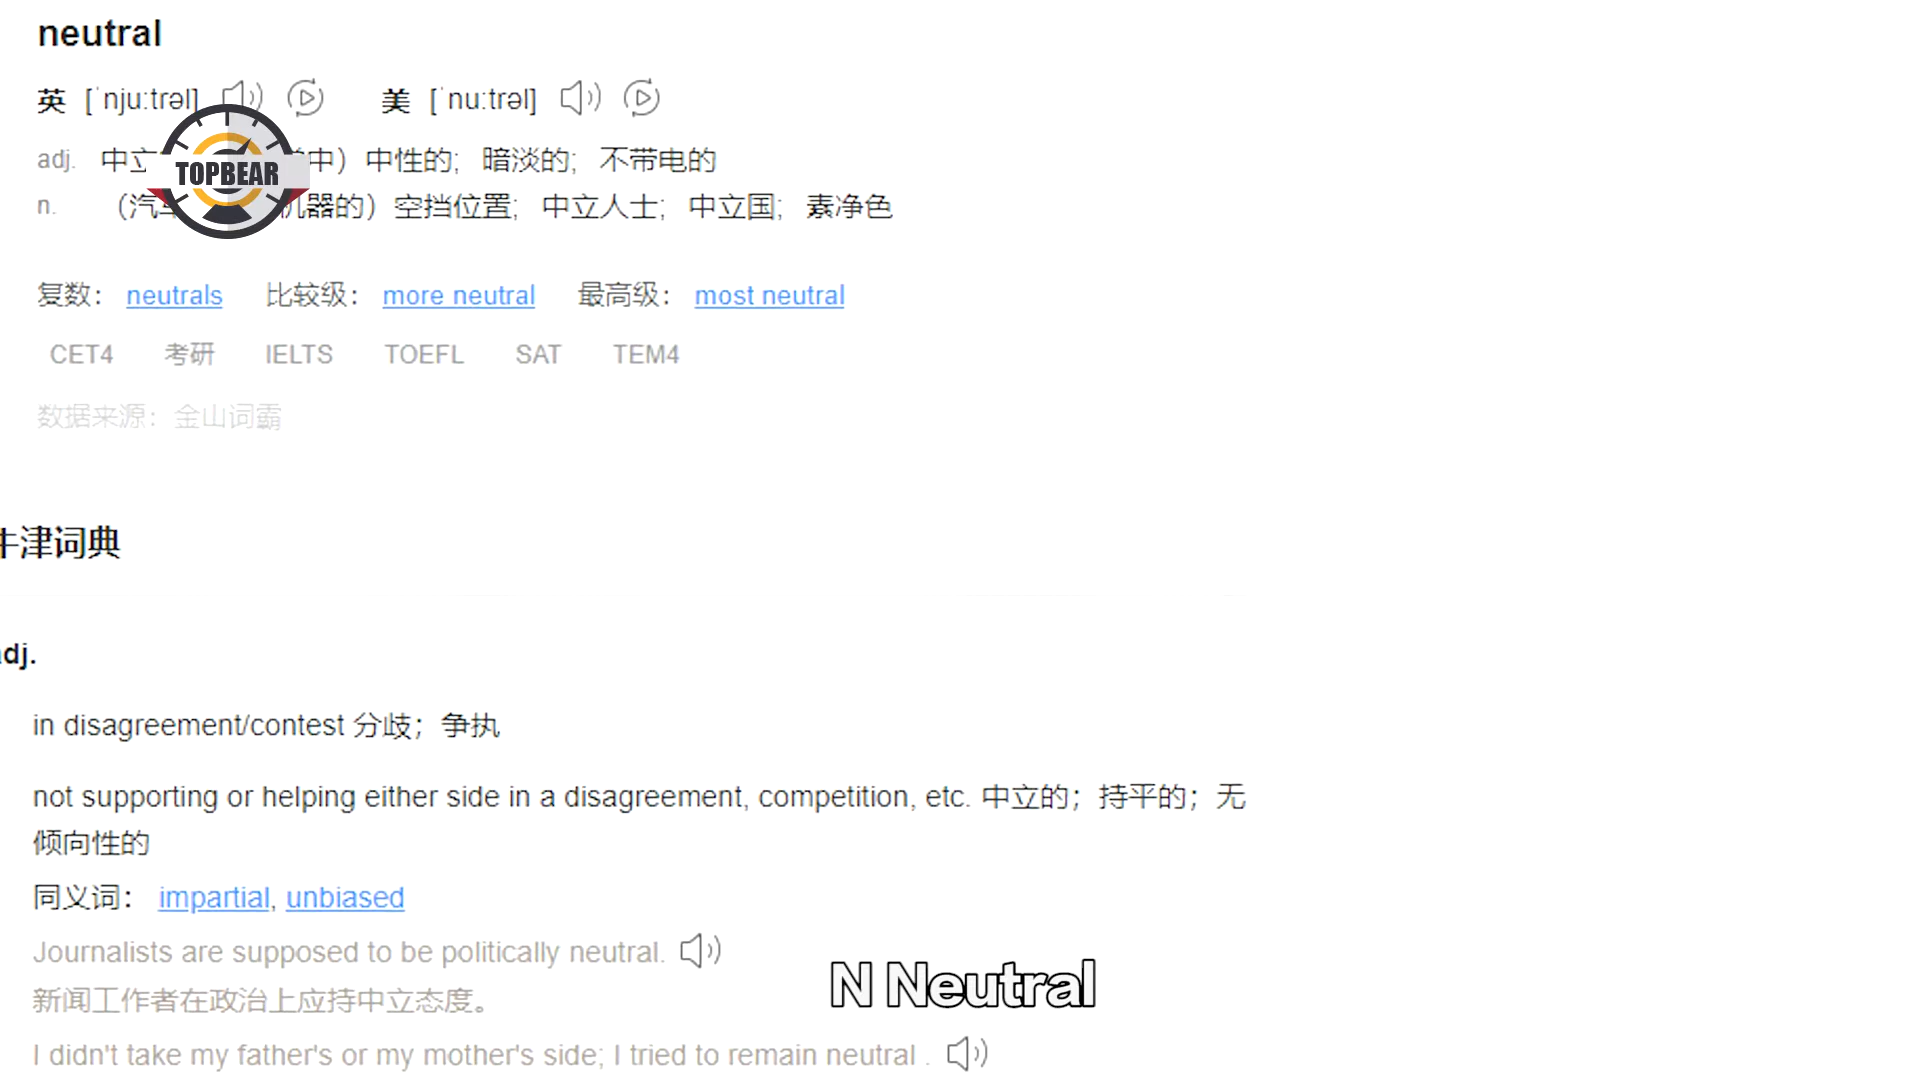 neutral
英 [ˈnju:trəl] 美 [ˈnu:trəl]
adj. 中立 中）中性的; 暗淡的; 不带电的
TOPBEAR
n. （汽车 机器的）空挡位置; 中立人士; 中立国; 素净色
复数： neutrals 比较级： more neutral 最高级： most neutral
CET4 考研 IELTS TOEFL SAT TEM4
数据来源：金山词霸
牛津词典
adj.
in disagreement/contest 分歧；争执
not supporting or helping either side in a disagreement, competition, etc. 中立的；持平的；无
倾向性的
同义词： impartial, unbiased
Journalists are supposed to be politically neutral.
新闻工作者在政治上应持中立态度。
N Neutral
I didn't take my father's or my mother's side; I tried to remain neutral .